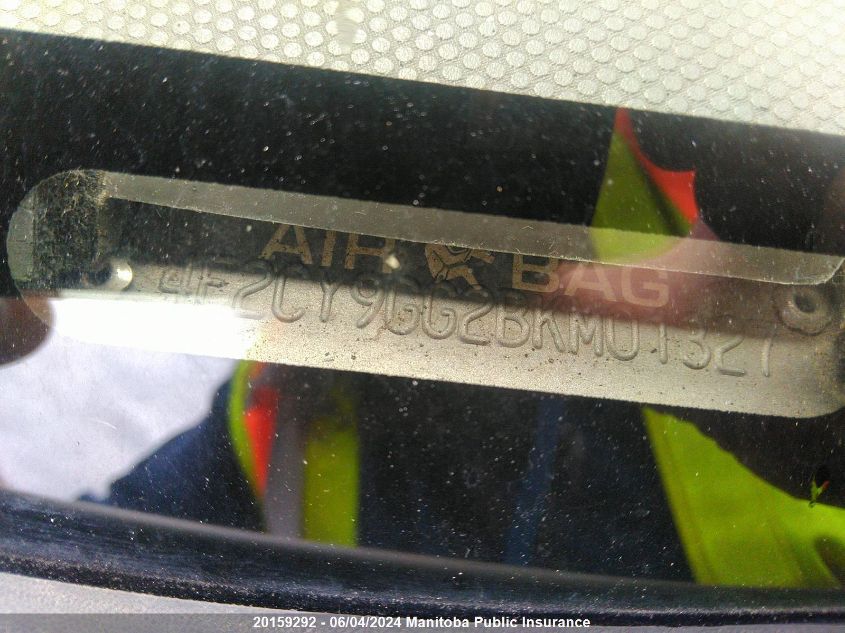 AIR BAG
4F2CY9GG2BKM01327
20159292 - 06/04/2024 Manitoba Public Insurance